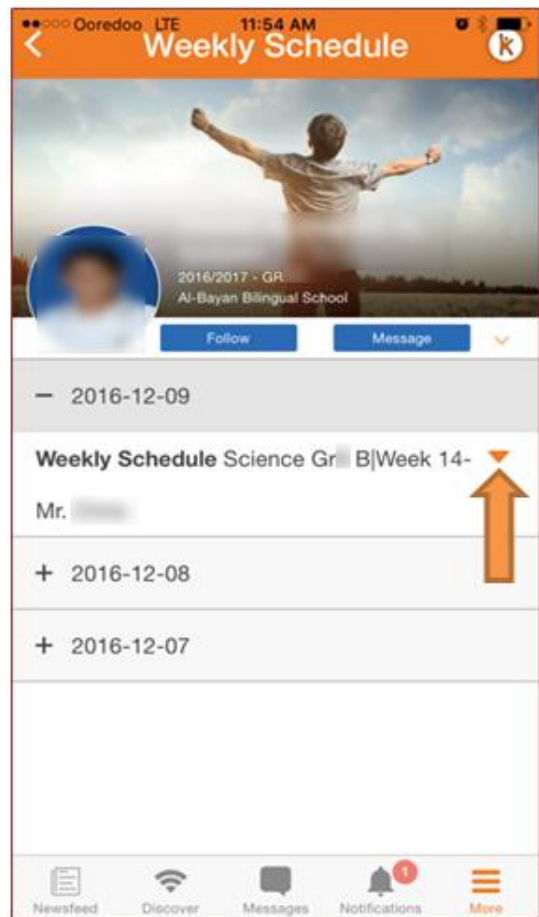 Ooredoo LTE 11:54 AM
Weekly Schedule
2016/2017 - GR
Al-Bayan Bilingual School
Follow Message
− 2016-12-09
Weekly Schedule Science Gr B|Week 14-
Mr.
+ 2016-12-08
+ 2016-12-07
1
Newsfeed Discover Messages Notifications More